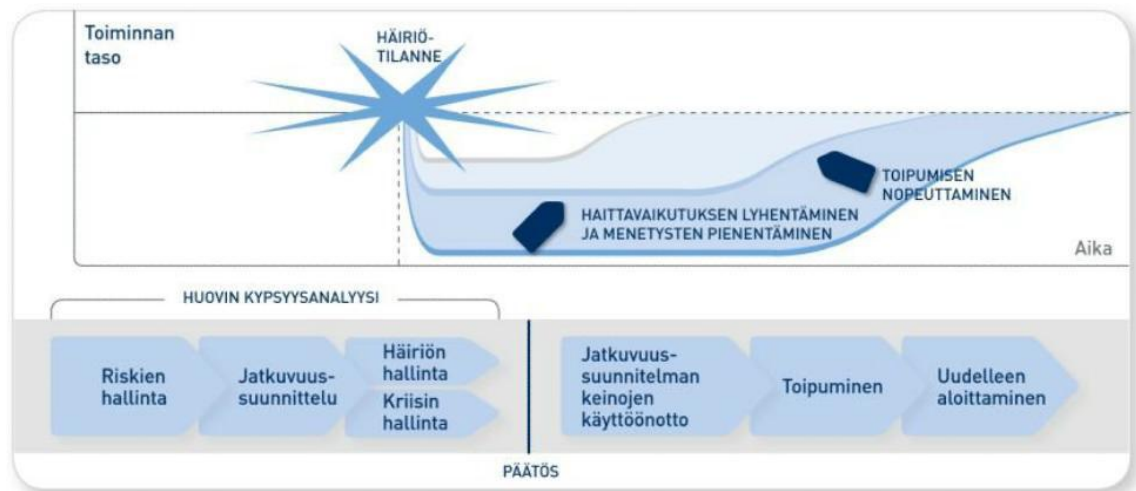 Toiminnan
taso
HÄIRIÖ-
TILANNE
TOIPUMISEN
NOPEUTTAMINEN
HAITTAVAIKUTUKSEN LYHENTÄMINEN
JA MENETYSTEN PIENENTÄMINEN
Aika
HUOVIN KYPSYYSANALYYSI
Riskien
hallinta
Jatkuvuus-
suunnittelu
Häiriön
hallinta
Kriisin
hallinta
Jatkuvuus-
suunnitelman
keinojen
käyttöönotto
Toipuminen
Uudelleen
aloittaminen
PÄÄTÖS